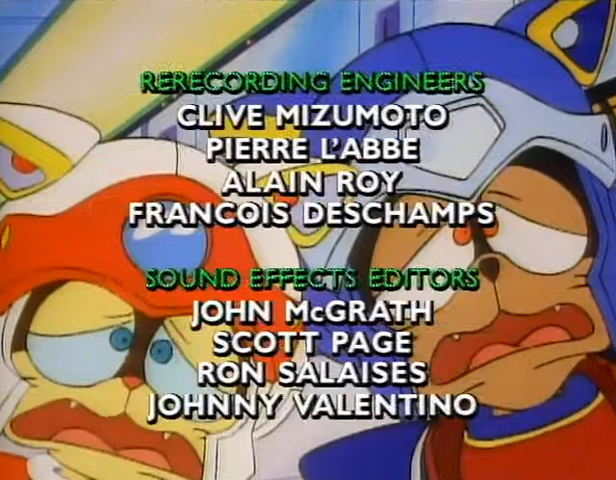 RERECORDING ENGINEERS
CLIVE MIZUMOTO
PIERRE L'ABBE
ALAIN ROY
FRANCOIS DESCHAMPS
SOUND EFFECTS EDITORS
JOHN McGRATH
SCOTT PAGE
RON SALAISES
JOHNNY VALENTINO